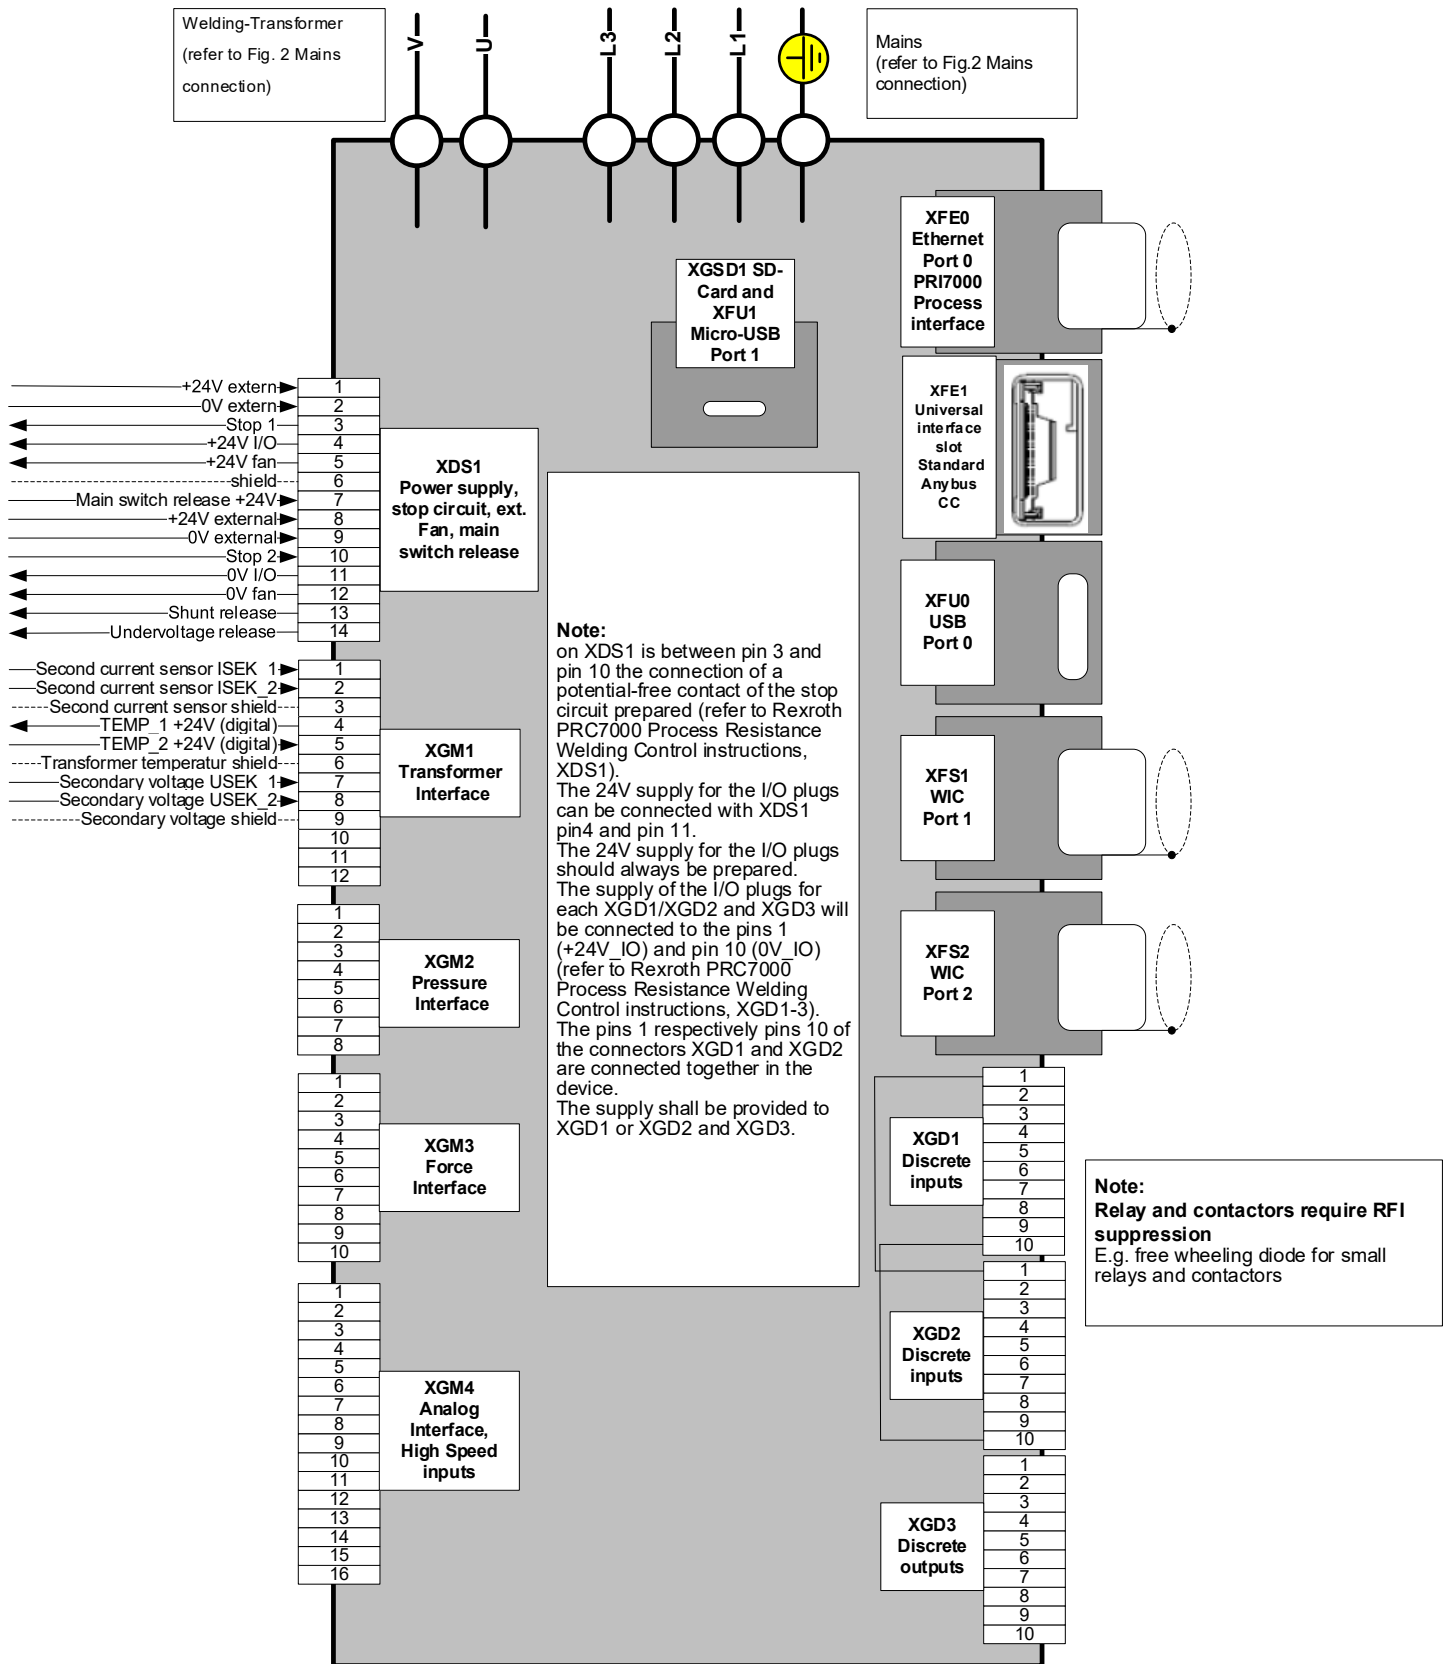 Welding-Transformer
(refer to Fig. 2 Mains
connection)
V
U
L3
L2
L1
Mains
(refer to Fig.2 Mains
connection)
XFE0
Ethernet
Port 0
PRI7000
Process
interface
XGSD1 SD-
Card and
XFU1
Micro-USB
Port 1
XFE1
Universal
interface
slot
Standard
Anybus
CC
XFU0
USB
Port 0
XFS1
WIC
Port 1
XFS2
WIC
Port 2
+24V extern 1
0V extern 2
Stop 1 3
+24V I/O 4
+24V fan 5
shield 6
Main switch release +24V 7
+24V external 8
0V external 9
Stop 2 10
0V I/O 11
0V fan 12
Shunt release 13
Undervoltage release 14
XDS1
Power supply,
stop circuit, ext.
Fan, main
switch release
Second current sensor ISEK_1 1
Second current sensor ISEK_2 2
Second current sensor shield 3
TEMP_1 +24V (digital) 4
TEMP_2 +24V (digital) 5
Transformer temperatur shield 6
Secondary voltage USEK_1 7
Secondary voltage USEK_2 8
Secondary voltage shield 9
10
11
12
XGM1
Transformer
Interface
1
2
3
4
5
6
7
8
XGM2
Pressure
Interface
1
2
3
4
5
6
7
8
9
10
XGM3
Force
Interface
1
2
3
4
5
6
7
8
9
10
11
12
13
14
15
16
XGM4
Analog
Interface,
High Speed
inputs
Note:
on XDS1 is between pin 3 and
pin 10 the connection of a
potential-free contact of the stop
circuit prepared (refer to Rexroth
PRC7000 Process Resistance
Welding Control instructions,
XDS1).
The 24V supply for the I/O plugs
can be connected with XDS1
pin4 and pin 11.
The 24V supply for the I/O plugs
should always be prepared.
The supply of the I/O plugs for
each XGD1/XGD2 and XGD3 will
be connected to the pins 1
(+24V_IO) and pin 10 (0V_IO)
(refer to Rexroth PRC7000
Process Resistance Welding
Control instructions, XGD1-3).
The pins 1 respectively pins 10 of
the connectors XGD1 and XGD2
are connected together in the
device.
The supply shall be provided to
XGD1 or XGD2 and XGD3.
XGD1
Discrete
inputs
1
2
3
4
5
6
7
8
9
10
XGD2
Discrete
inputs
1
2
3
4
5
6
7
8
9
10
XGD3
Discrete
outputs
1
2
3
4
5
6
7
8
9
10
Note:
Relay and contactors require RFI
suppression
E.g. free wheeling diode for small
relays and contactors